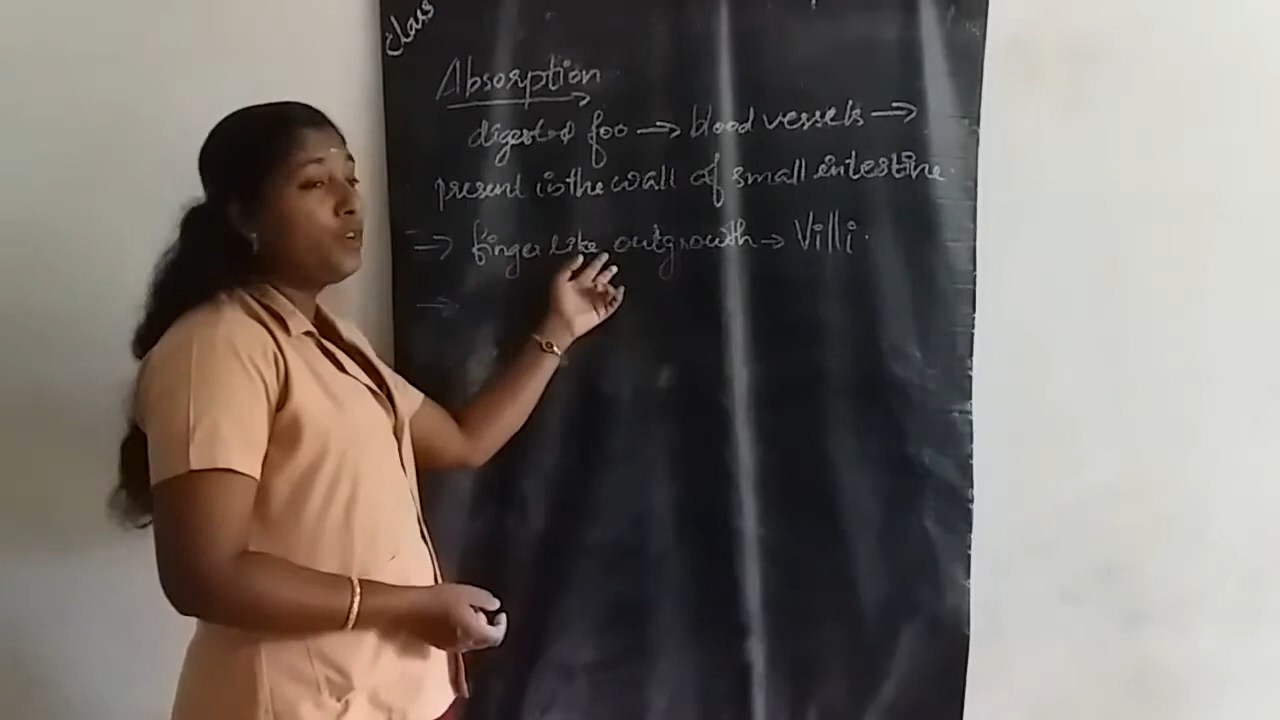 class
Absorption
digested foo → blood vessels →
present in the wall of small intestine.
→ finger like outgrowth → Villi.
→